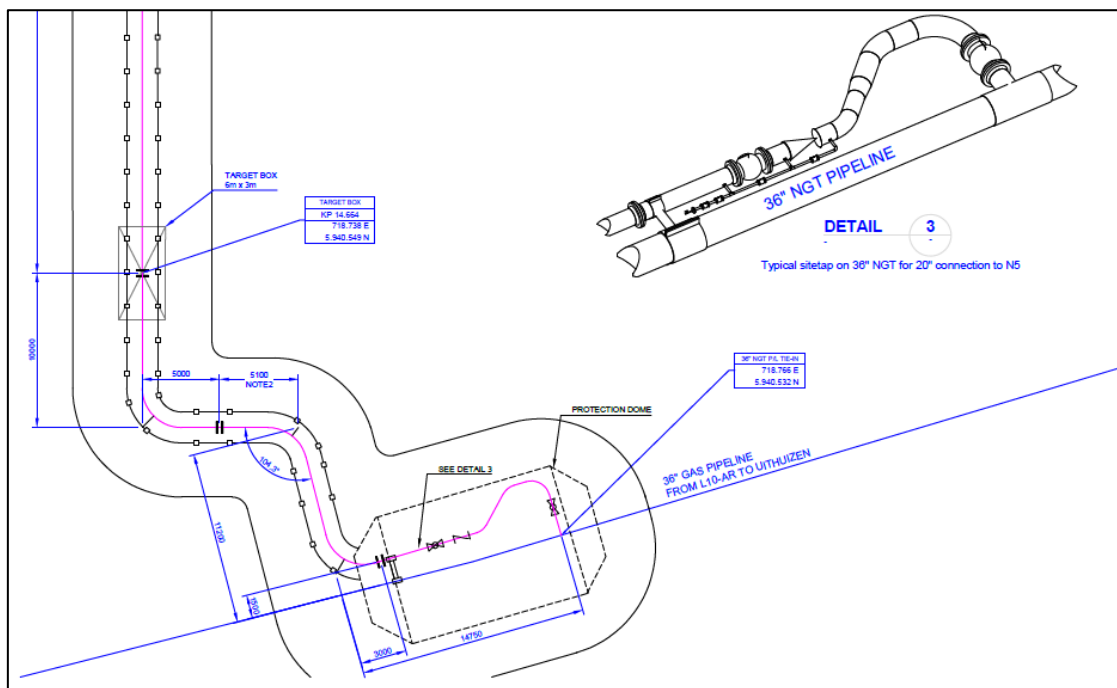 TARGET BOX
6m x 3m
TARGET BOX
KP 14.664
718.738 E
5.940.549 N
36" NGT PIPELINE
DETAIL 3
-
-
Typical sitetap on 36" NGT for 20" connection to N5
10000
5000
5100
NOTE2
36" NGT P/L TIE-IN
718.766 E
5.940.532 N
PROTECTION DOME
104.3°
SEE DETAIL 3
36" GAS PIPELINE
FROM L10-AR TO UITHUIZEN
11200
1500
3000
14750